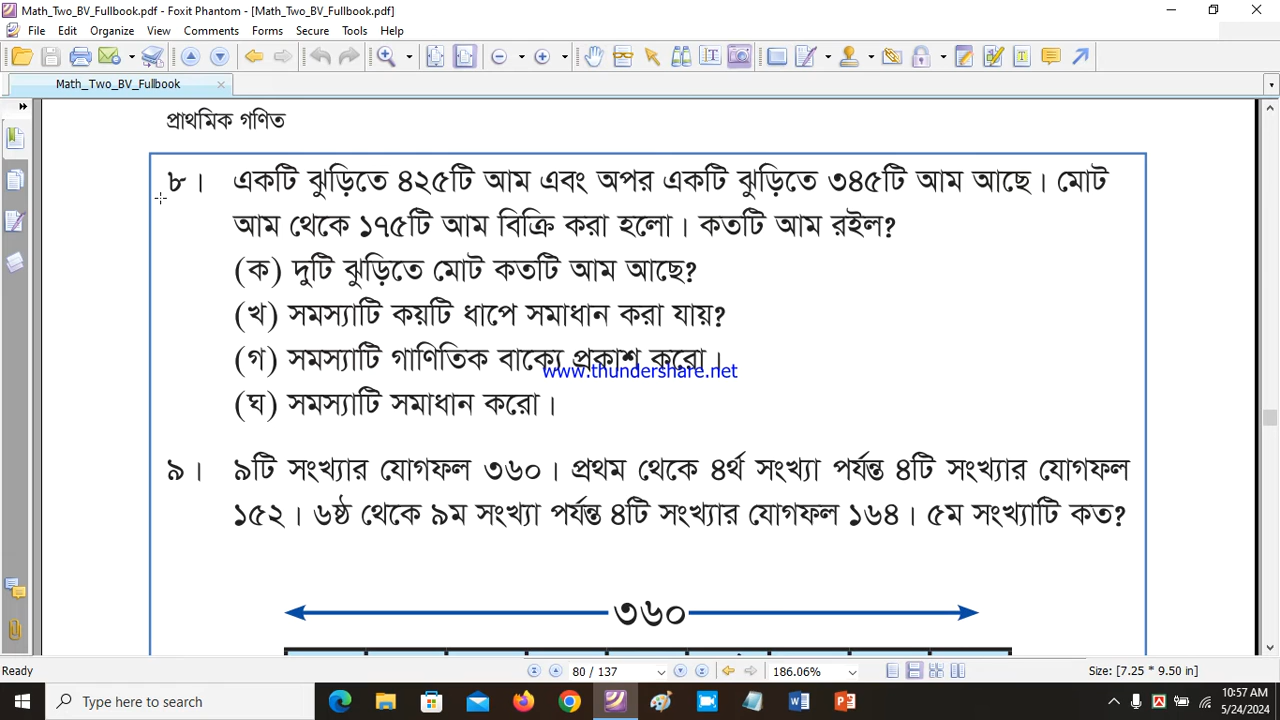 Math_Two_BV_Fullbook.pdf - Foxit Phantom - [Math_Two_BV_Fullbook.pdf]
File Edit Organize View Comments Forms Secure Tools Help
Math_Two_BV_Fullbook
প্রাথমিক গণিত
৮। একটি ঝুড়িতে ৪২৫টি আম এবং অপর একটি ঝুড়িতে ৩৪৫টি আম আছে। মোট
আম থেকে ১৭৫টি আম বিক্রি করা হলো। কতটি আম রইল?
(ক) দুটি ঝুড়িতে মোট কতটি আম আছে?
(খ) সমস্যাটি কয়টি ধাপে সমাধান করা যায়?
(গ) সমস্যাটি গাণিতিক বাক্যে প্রকাশ করো।
www.thundershare.net
(ঘ) সমস্যাটি সমাধান করো।
৯। ৯টি সংখ্যার যোগফল ৩৬০। প্রথম থেকে ৪র্থ সংখ্যা পর্যন্ত ৪টি সংখ্যার যোগফল
১৫২। ৬ষ্ঠ থেকে ৯ম সংখ্যা পর্যন্ত ৪টি সংখ্যার যোগফল ১৬৪। ৫ম সংখ্যাটি কত?
৩৬০
Ready 80 / 137 186.06% Size: [7.25 * 9.50 in]
Type here to search
10:57 AM
5/24/2024